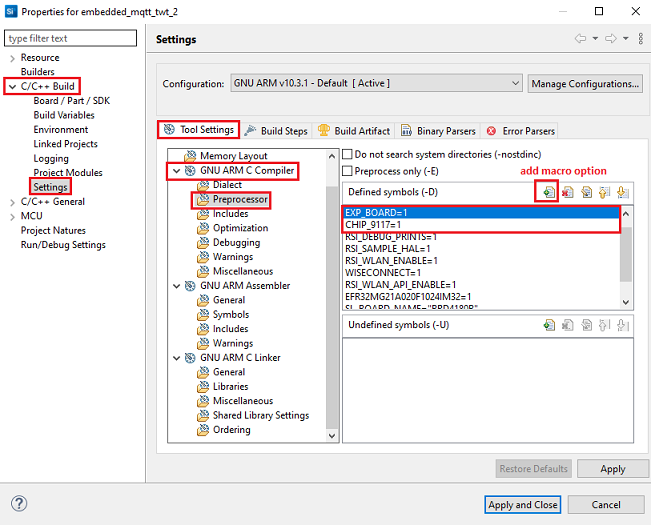 Si Properties for embedded_mqtt_twt_2
type filter text
Resource
Builders
C/C++ Build
Board / Part / SDK
Build Variables
Environment
Linked Projects
Logging
Project Modules
Settings
C/C++ General
MCU
Project Natures
Run/Debug Settings
Settings
Configuration: GNU ARM v10.3.1 - Default [ Active ] Manage Configurations...
Tool Settings Build Steps Build Artifact Binary Parsers Error Parsers
Memory Layout
GNU ARM C Compiler
Dialect
Preprocessor
Includes
Optimization
Debugging
Warnings
Miscellaneous
GNU ARM Assembler
General
Symbols
Includes
Warnings
GNU ARM C Linker
General
Libraries
Miscellaneous
Shared Library Settings
Ordering
Do not search system directories (-nostdinc)
Preprocess only (-E)
add macro option
Defined symbols (-D)
EXP_BOARD=1
CHIP_9117=1
RSI_DEBUG_PRINTS=1
RSI_SAMPLE_HAL=1
RSI_WLAN_ENABLE=1
WISECONNECT=1
RSI_WLAN_API_ENABLE=1
EFR32MG21A020F1024IM32=1
SL_BOARD_NAME="BRD4180B"
Undefined symbols (-U)
Restore Defaults Apply
? Apply and Close Cancel